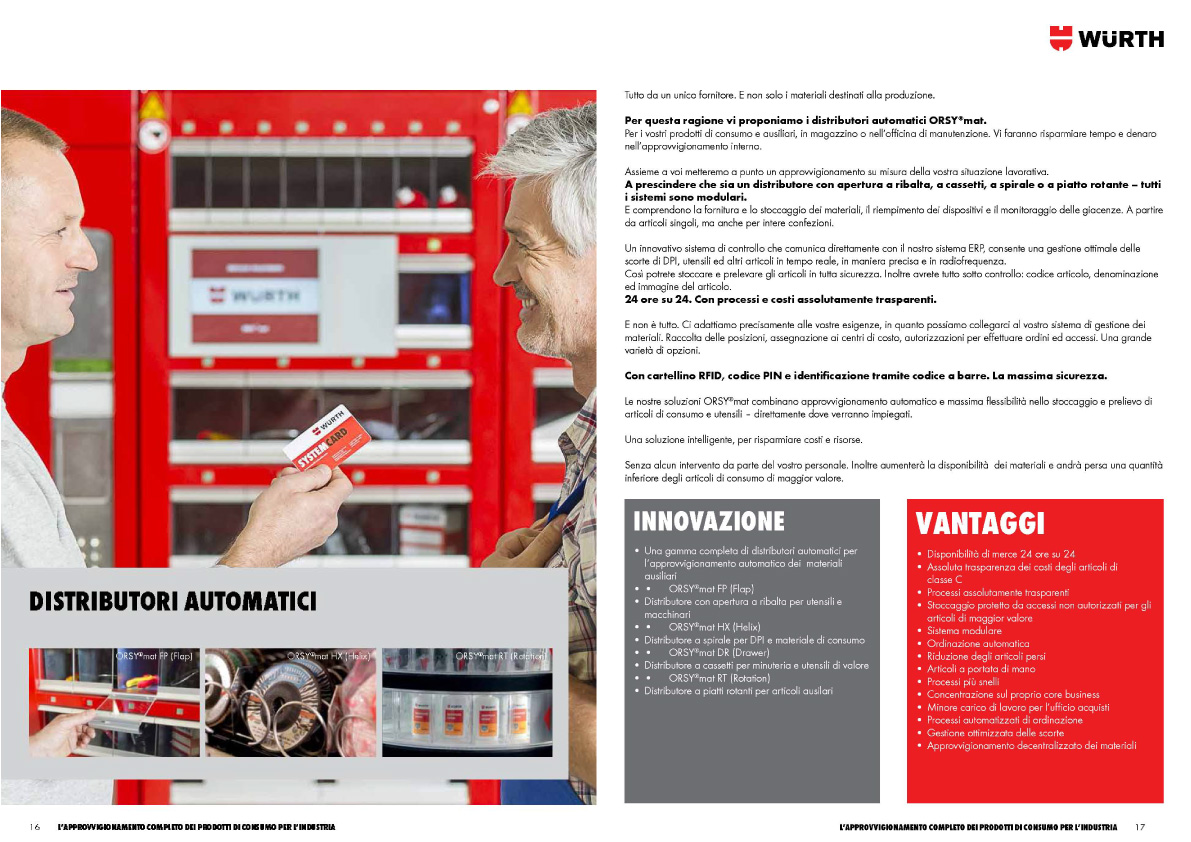 WÜRTH
WÜRTH
WÜRTH
SYSTEMCARD
DISTRIBUTORI AUTOMATICI
ORSY®mat FP (Flap)
ORSY®mat HX (Helix)
ORSY®mat RT (Rotation)
16 L'APPROVVIGIONAMENTO COMPLETO DEI PRODOTTI DI CONSUMO PER L'INDUSTRIA
Tutto da un unico fornitore. E non solo i materiali destinati alla produzione.
Per questa ragione vi proponiamo i distributori automatici ORSY®mat.
Per i vostri prodotti di consumo e ausiliari, in magazzino o nell'officina di manutenzione. Vi faranno risparmiare tempo e denaro
nell'approvvigionamento interno.
Assieme a voi metteremo a punto un approvvigionamento su misura della vostra situazione lavorativa.
A prescindere che sia un distributore con apertura a ribalta, a cassetti, a spirale o a piatto rotante – tutti
i sistemi sono modulari.
E comprendono la fornitura e lo stoccaggio dei materiali, il riempimento dei dispositivi e il monitoraggio delle giacenze. A partire
da articoli singoli, ma anche per intere confezioni.
Un innovativo sistema di controllo che comunica direttamente con il nostro sistema ERP, consente una gestione ottimale delle
scorte di DPI, utensili ed altri articoli in tempo reale, in maniera precisa e in radiofrequenza.
Così potrete stoccare e prelevare gli articoli in tutta sicurezza. Inoltre avrete tutto sotto controllo: codice articolo, denominazione
ed immagine del articolo.
24 ore su 24. Con processi e costi assolutamente trasparenti.
E non è tutto. Ci adattiamo precisamente alle vostre esigenze, in quanto possiamo collegarci al vostro sistema di gestione dei
materiali. Raccolta delle posizioni, assegnazione ai centri di costo, autorizzazioni per effettuare ordini ed accessi. Una grande
varietà di opzioni.
Con cartellino RFID, codice PIN e identificazione tramite codice a barre. La massima sicurezza.
Le nostre soluzioni ORSY®mat combinano approvvigionamento automatico e massima flessibilità nello stoccaggio e prelievo di
articoli di consumo e utensili – direttamente dove verranno impiegati.
Una soluzione intelligente, per risparmiare costi e risorse.
Senza alcun intervento da parte del vostro personale. Inoltre aumenterà la disponibilità dei materiali e andrà persa una quantità
inferiore degli articoli di consumo di maggior valore.
INNOVAZIONE
• Una gamma completa di distributori automatici per
l'approvvigionamento automatico dei materiali
ausiliari
• • ORSY®mat FP (Flap)
• Distributore con apertura a ribalta per utensili e
macchinari
• • ORSY®mat HX (Helix)
• Distributore a spirale per DPI e materiale di consumo
• • ORSY®mat DR (Drawer)
• Distributore a cassetti per minuteria e utensili di valore
• • ORSY®mat RT (Rotation)
• Distributore a piatti rotanti per articoli ausilari
VANTAGGI
• Disponibilità di merce 24 ore su 24
• Assoluta trasparenza dei costi degli articoli di
classe C
• Processi assolutamente trasparenti
• Stoccaggio protetto da accessi non autorizzati per gli
articoli di maggior valore
• Sistema modulare
• Ordinazione automatica
• Riduzione degli articoli persi
• Articoli a portata di mano
• Processi più snelli
• Concentrazione sul proprio core business
• Minore carico di lavoro per l'ufficio acquisti
• Processi automatizzati di ordinazione
• Gestione ottimizzata delle scorte
• Approvvigionamento decentralizzato dei materiali
L'APPROVVIGIONAMENTO COMPLETO DEI PRODOTTI DI CONSUMO PER L'INDUSTRIA 17